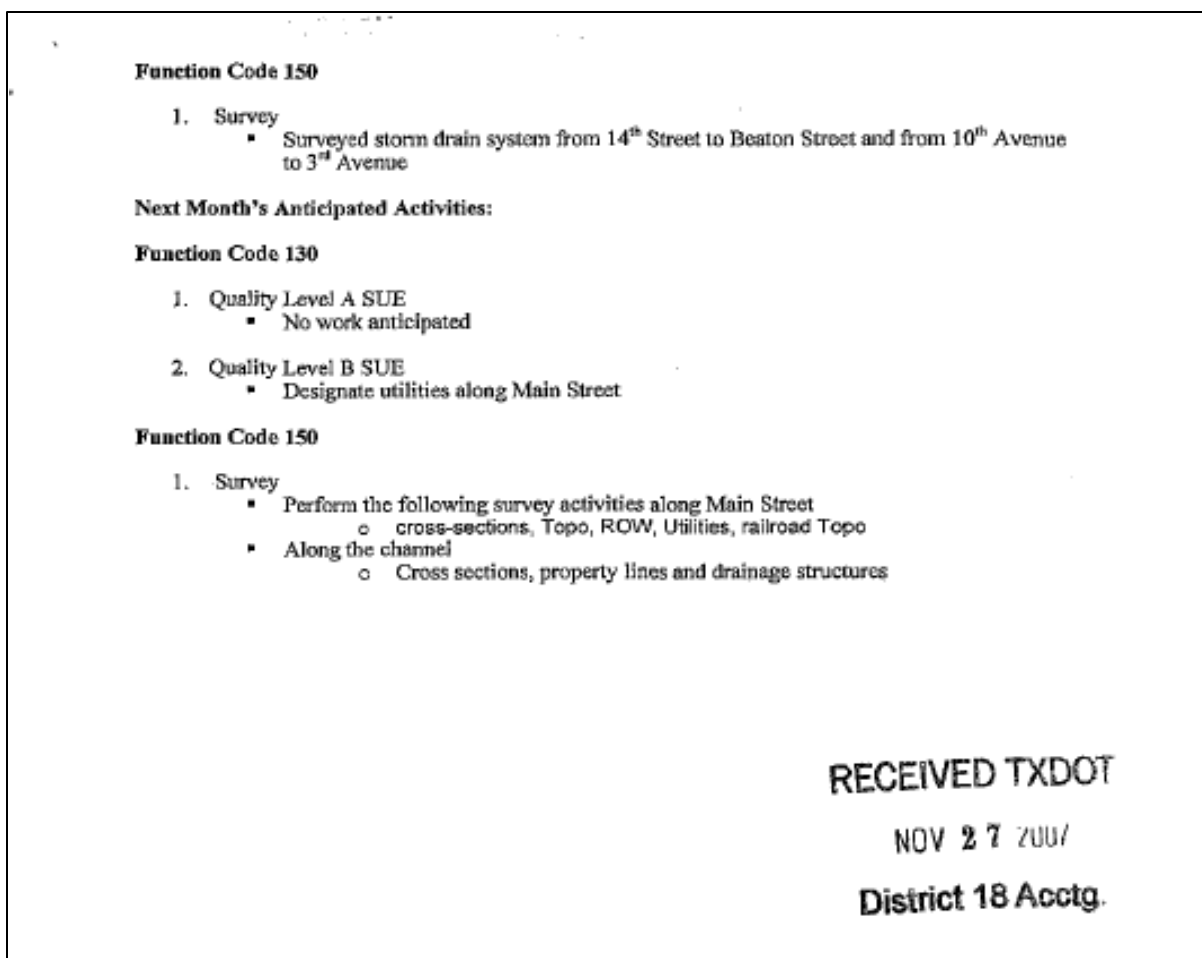 Function Code 150
1. Survey
▪ Surveyed storm drain system from 14th Street to Beaton Street and from 10th Avenue
to 3rd Avenue
Next Month's Anticipated Activities:
Function Code 130
1. Quality Level A SUE
▪ No work anticipated
2. Quality Level B SUE
▪ Designate utilities along Main Street
Function Code 150
1. Survey
▪ Perform the following survey activities along Main Street
o cross-sections, Topo, ROW, Utilities, railroad Topo
▪ Along the channel
o Cross sections, property lines and drainage structures
RECEIVED TXDOT
NOV 27 2007
District 18 Acctg.